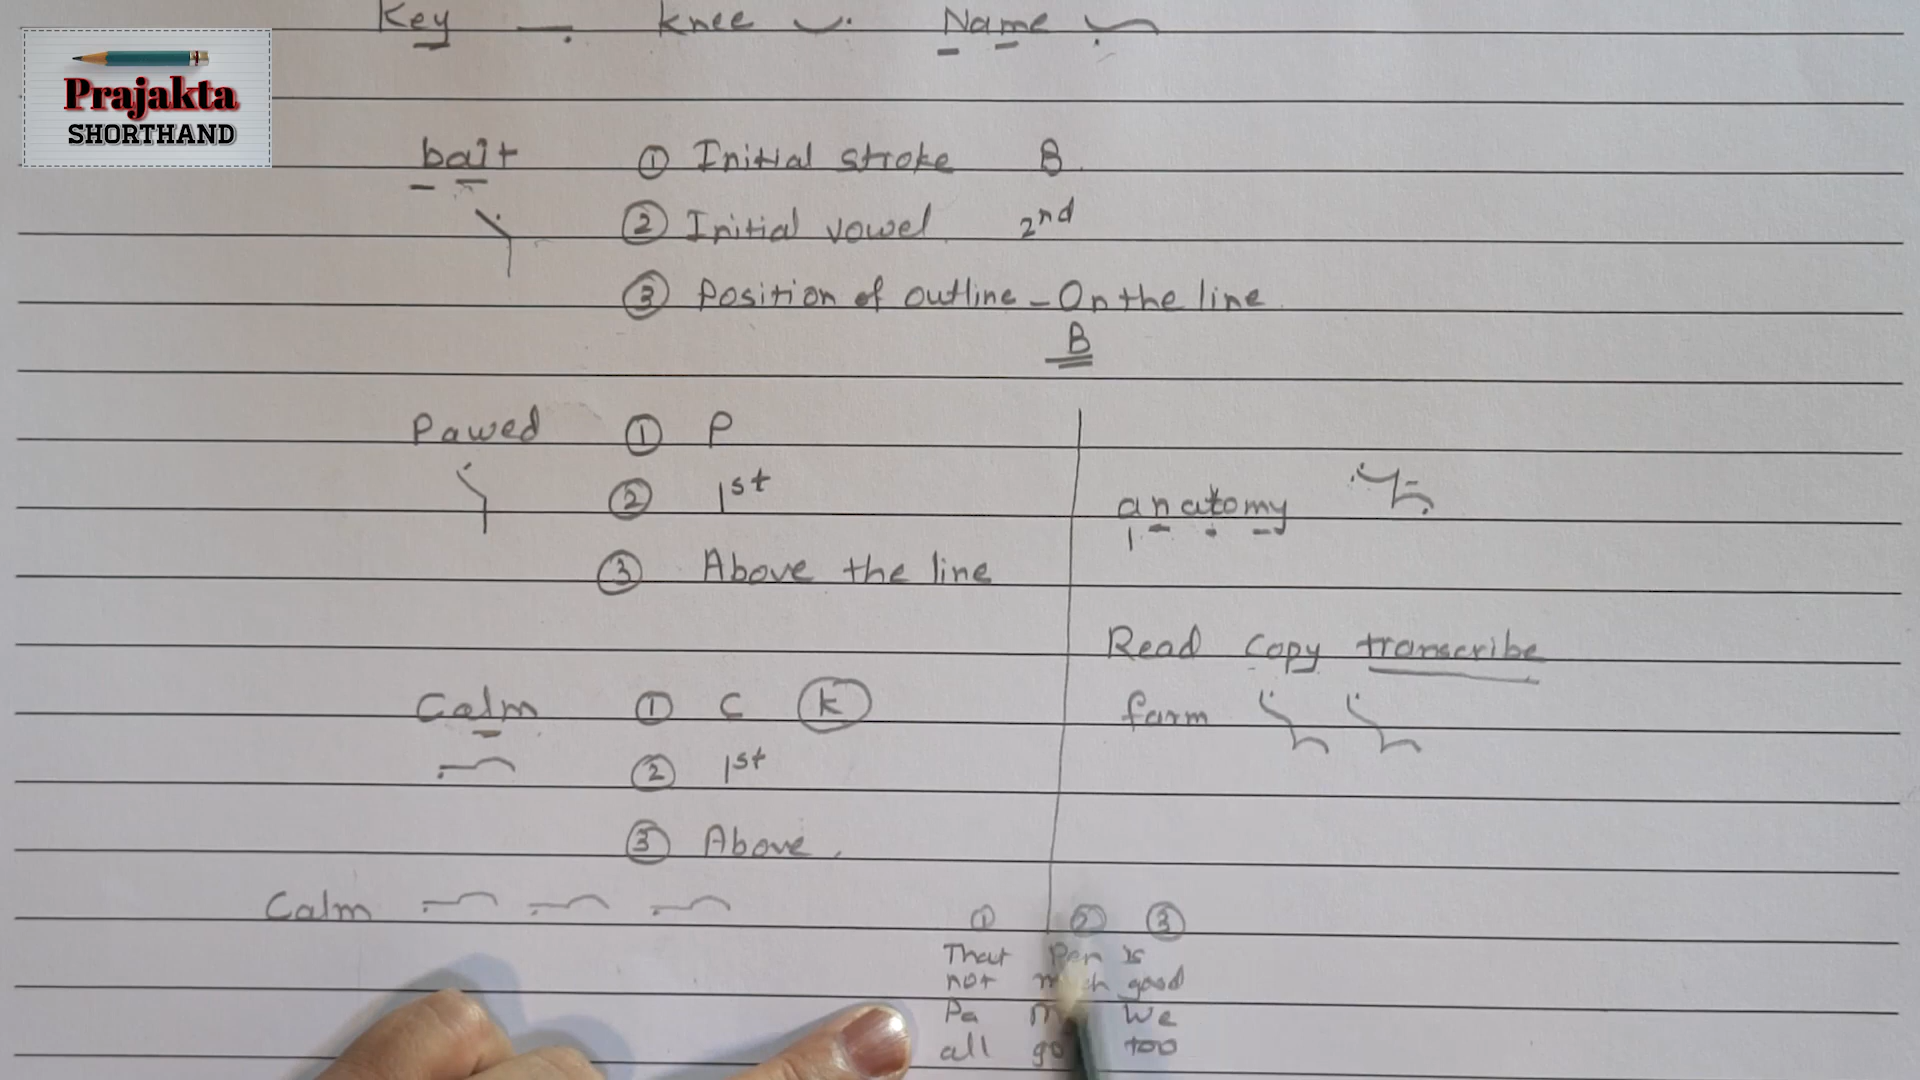 Key knee Name
Prajakta
SHORTHAND
bait ① Initial stroke B
② Initial vowel 2nd
③ Position of outline - On the line
B
Pawed ① P
② 1st
③ Above the line
anatomy
Read Copy transcribe
farm
Calm ① C K
② 1st
③ Above.
Calm
① ② ③
That Pen is
not much good
Pa We
all too